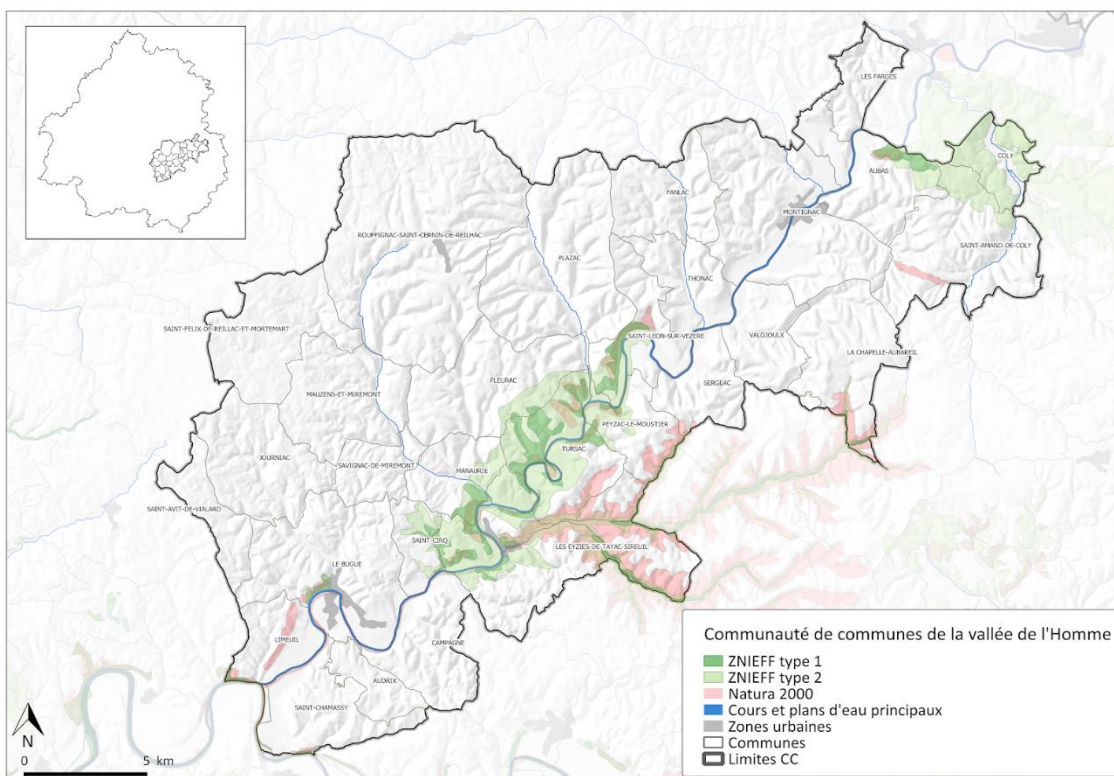 LES FARGES
COLY
AUBAS
FANLAC
MONTIGNAC
ROUFFIGNAC-SAINT-CERNIN-DE-REILHAC
SAINT-AMAND-DE-COLY
PLAZAC
THONAC
SAINT-FELIX-DE-REILLAC-ET-MORTEMART
SAINT-LEON-SUR-VEZERE
VALOJOULX
LA CHAPELLE-AUBAREIL
FLEURAC
SERGEAC
MAUZENS-ET-MIREMONT
PEYZAC-LE-MOUSTIER
TURSAC
JOURNIAC
SAVIGNAC-DE-MIREMONT
MANAURIE
SAINT-AVIT-DE-VIALARD
SAINT-CIRQ
LES EYZIES-DE-TAYAC-SIREUIL
LE BUGUE
LIMEUIL
CAMPAGNE
AUDRIX
SAINT-CHAMASSY
N
0 5 km
Communauté de communes de la vallée de l'Homme
ZNIEFF type 1
ZNIEFF type 2
Natura 2000
Cours et plans d'eau principaux
Zones urbaines
Communes
Limites CC